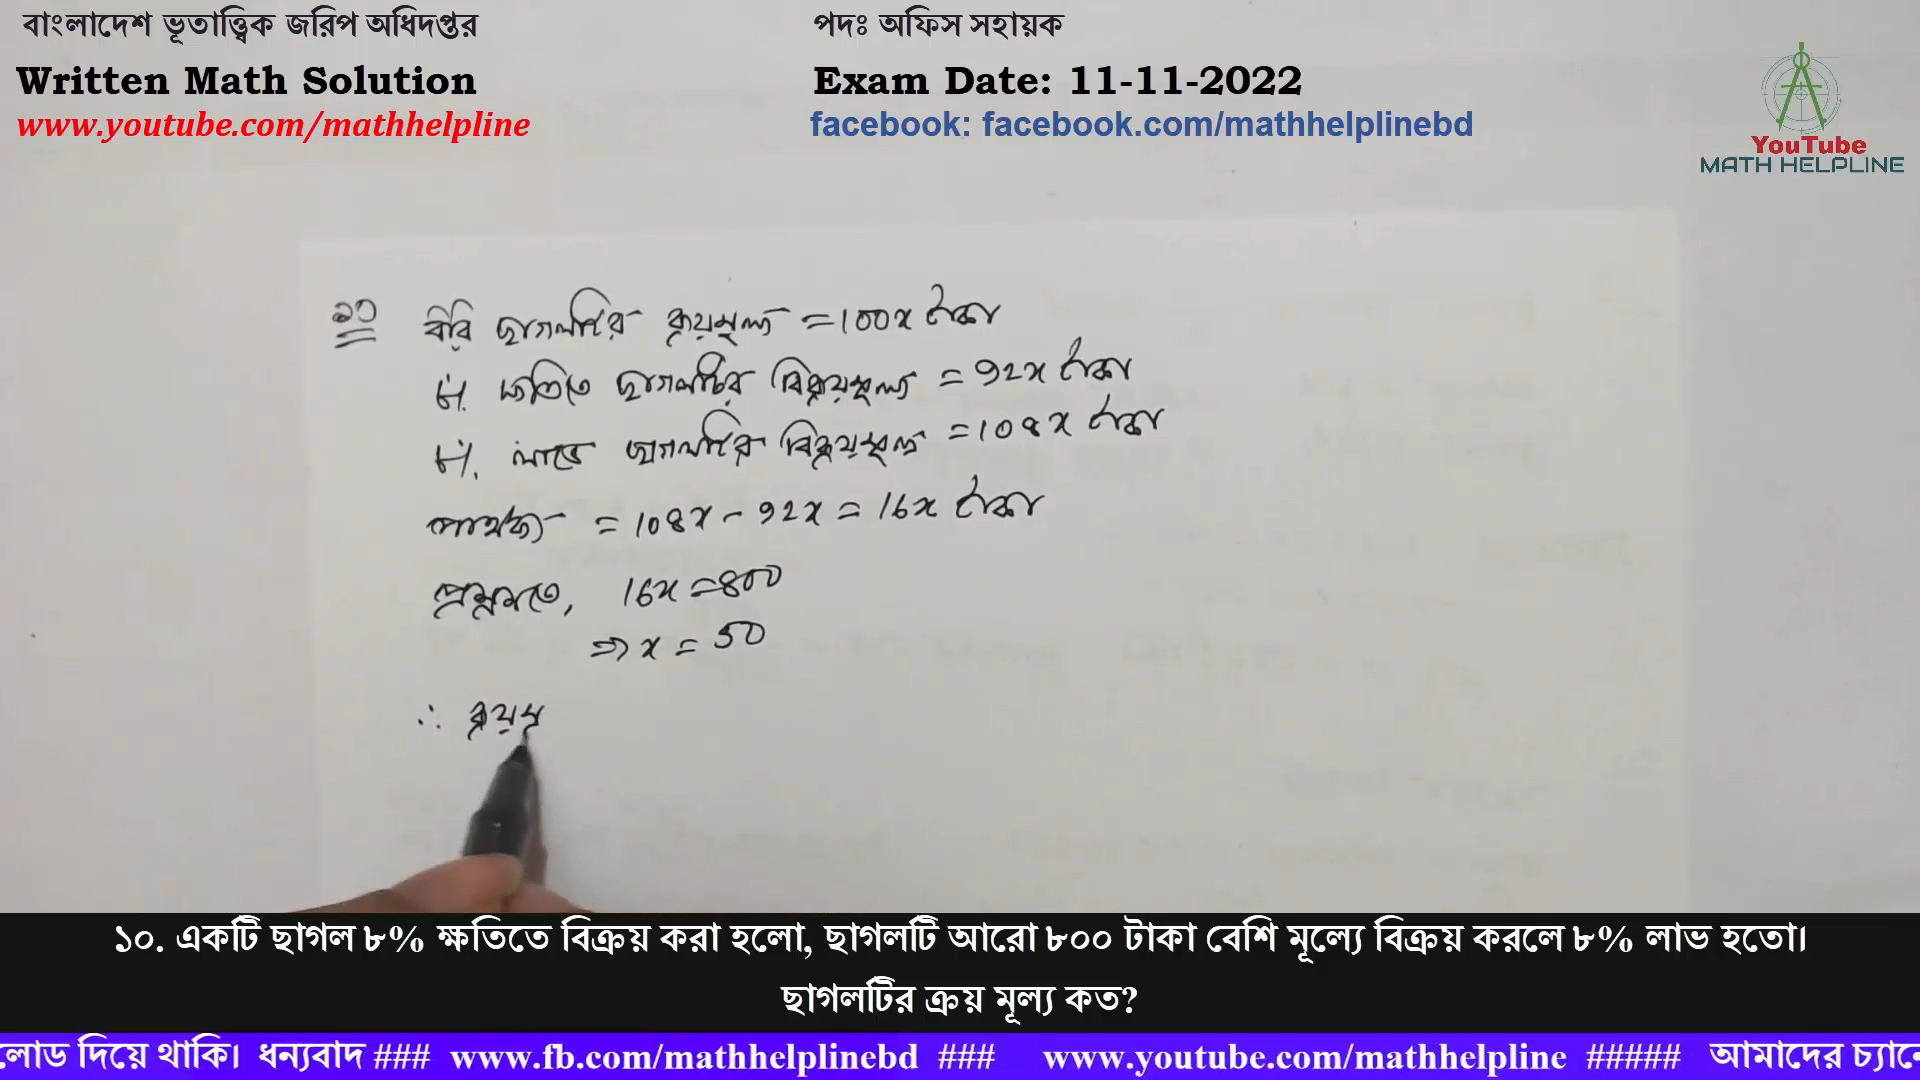 বাংলাদেশ ভূতাত্ত্বিক জরিপ অধিদপ্তর
পদঃ অফিস সহায়ক
Written Math Solution
Exam Date: 11-11-2022
www.youtube.com/mathhelpline
facebook: facebook.com/mathhelplinebd
YouTube
MATH HELPLINE
১০ ধরি ছাগলটির ক্রয়মূল্য = 100x টাকা
৮% ক্ষতিতে ছাগলটির বিক্রয়মূল্য = 92x টাকা
৮% লাভে ছাগলটির বিক্রয়মূল্য = 108x টাকা
পার্থক্য = 108x - 92x = 16x টাকা
প্রশ্নমতে, 16x = 800
⇒ x = 50
∴ ক্রয়মূ
১০. একটি ছাগল ৮% ক্ষতিতে বিক্রয় করা হলো, ছাগলটি আরো ৮০০ টাকা বেশি মূল্যে বিক্রয় করলে ৮% লাভ হতো।
ছাগলটির ক্রয় মূল্য কত?
লোড দিয়ে থাকি। ধন্যবাদ ### www.fb.com/mathhelplinebd ### www.youtube.com/mathhelpline ##### আমাদের চ্যানে